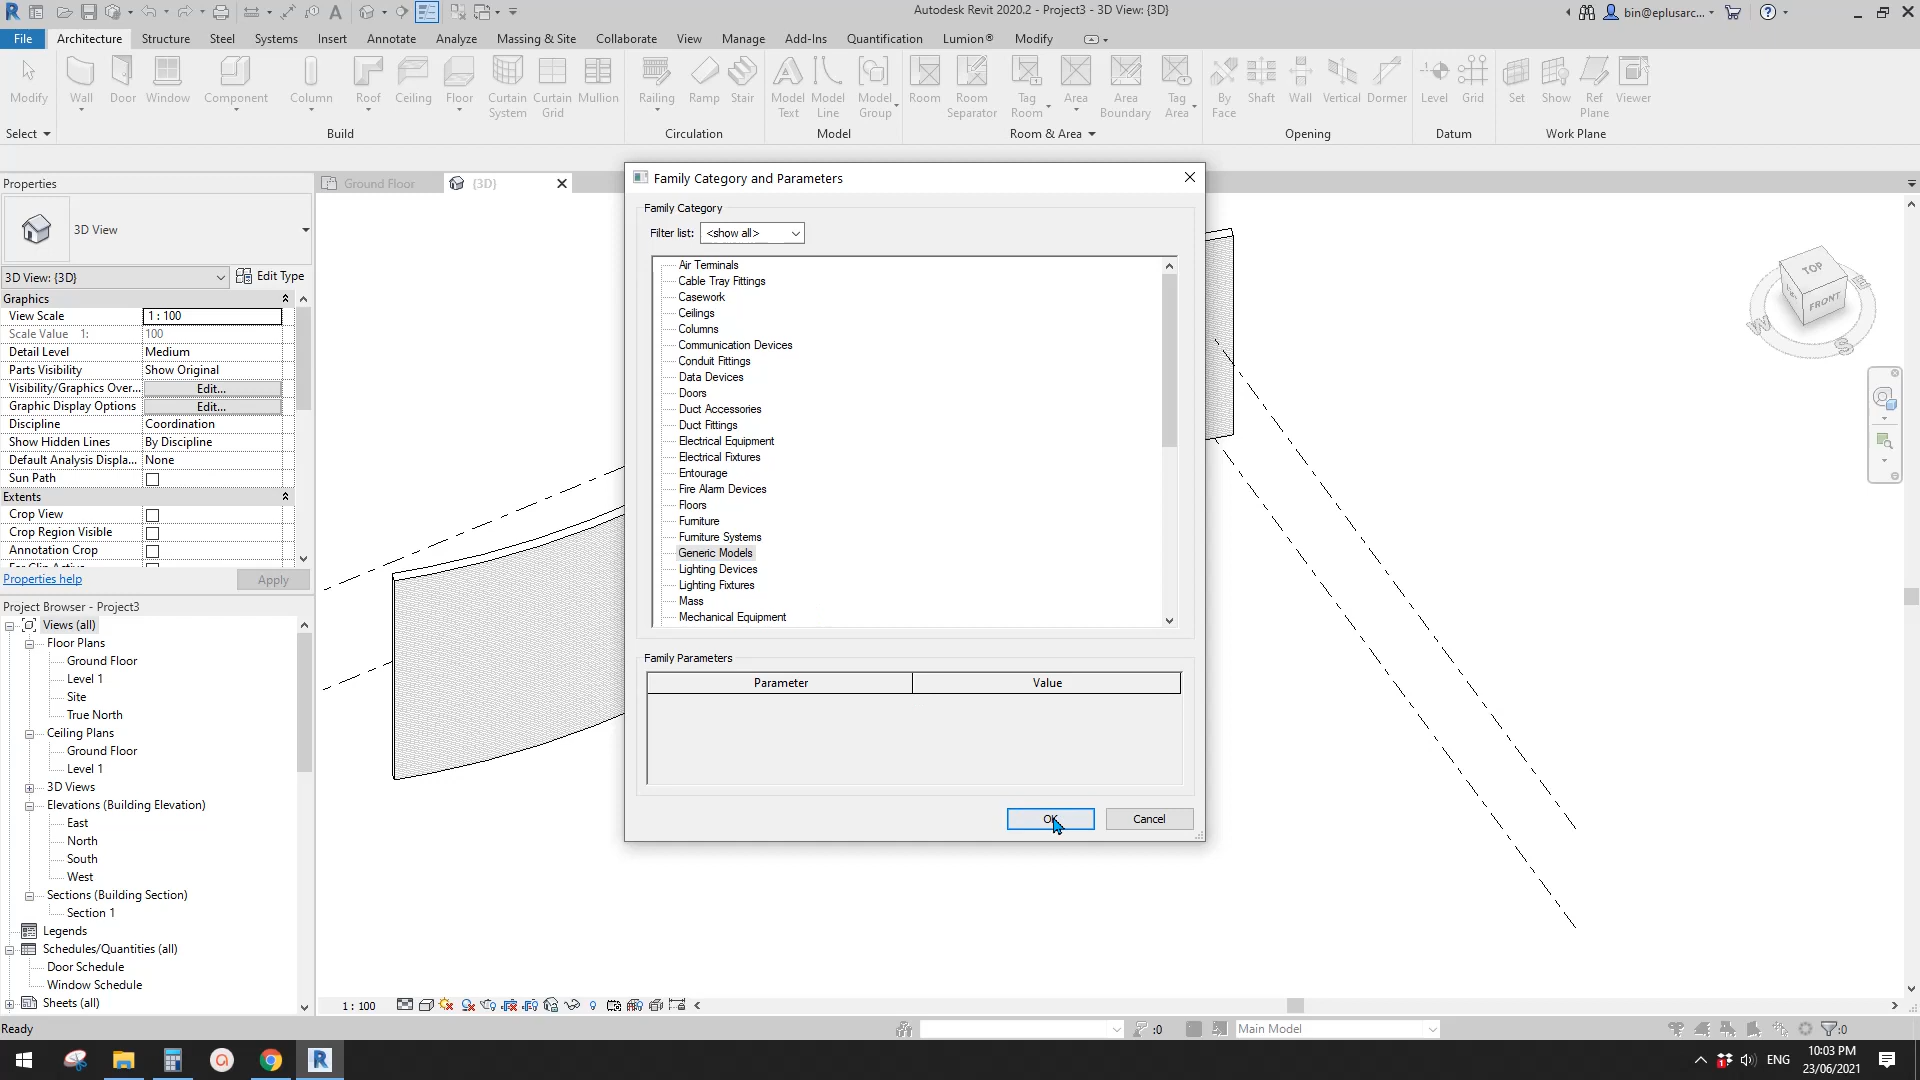 Autodesk Revit 2020.2 - Project3 - 3D View: {3D}
bin@eplusarc...
File Architecture Structure Steel Systems Insert Annotate Analyze Massing & Site Collaborate View Manage Add-Ins Quantification Lumion® Modify
Modify Wall Door Window Component Column Roof Ceiling Floor Curtain System Curtain Grid Mullion Railing Ramp Stair Model Text Model Line Model Group Room Room Separator Tag Room Area Area Boundary Tag Area By Face Shaft Wall Vertical Dormer Level Grid Set Show Ref Plane Viewer
Select Build Circulation Model Room & Area Opening Datum Work Plane
Properties
Ground Floor {3D}
3D View
3D View: {3D} Edit Type
Graphics
View Scale 1 : 100
Scale Value 1: 100
Detail Level Medium
Parts Visibility Show Original
Visibility/Graphics Over... Edit...
Graphic Display Options Edit...
Discipline Coordination
Show Hidden Lines By Discipline
Default Analysis Displa... None
Sun Path
Extents
Crop View
Crop Region Visible
Annotation Crop
Properties help Apply
Project Browser - Project3
Views (all)
Floor Plans
Ground Floor
Level 1
Site
True North
Ceiling Plans
Ground Floor
Level 1
3D Views
Elevations (Building Elevation)
East
North
South
West
Sections (Building Section)
Section 1
Legends
Schedules/Quantities (all)
Door Schedule
Window Schedule
Sheets (all)
Family Category and Parameters
Family Category
Filter list: <show all>
Air Terminals
Cable Tray Fittings
Casework
Ceilings
Columns
Communication Devices
Conduit Fittings
Data Devices
Doors
Duct Accessories
Duct Fittings
Electrical Equipment
Electrical Fixtures
Entourage
Fire Alarm Devices
Floors
Furniture
Furniture Systems
Generic Models
Lighting Devices
Lighting Fixtures
Mass
Mechanical Equipment
Family Parameters
Parameter Value
OK Cancel
TOP
FRONT
E
W
S
1 : 100
Ready
:0
Main Model
:0
ENG
10:03 PM
23/06/2021